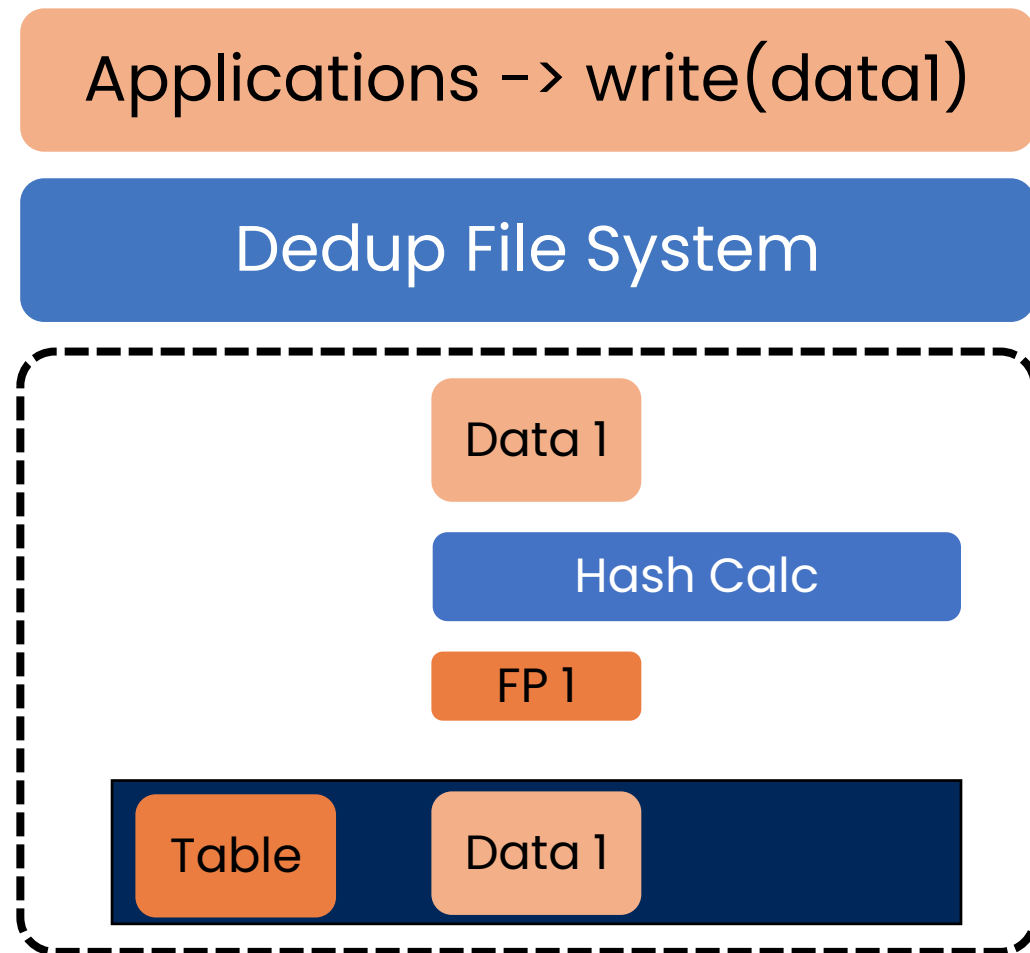 Applications -> write(data1)
Dedup File System
Data 1
Hash Calc
FP 1
Table
Data 1